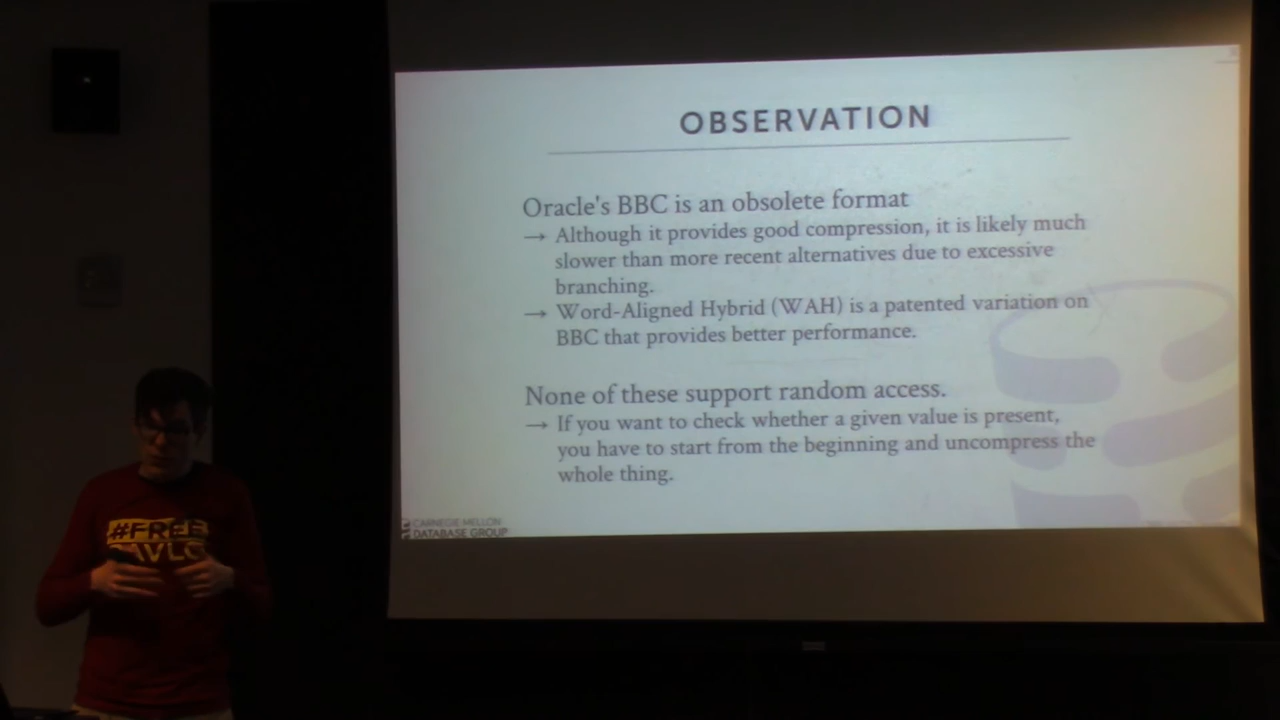 OBSERVATION
Oracle's BBC is an obsolete format
→ Although it provides good compression, it is likely much
slower than more recent alternatives due to excessive
branching.
→ Word-Aligned Hybrid (WAH) is a patented variation on
BBC that provides better performance.
None of these support random access.
→ If you want to check whether a given value is present,
you have to start from the beginning and uncompress the
whole thing.
CARNEGIE MELLON
DATABASE GROUP
#FREE
PAVLO